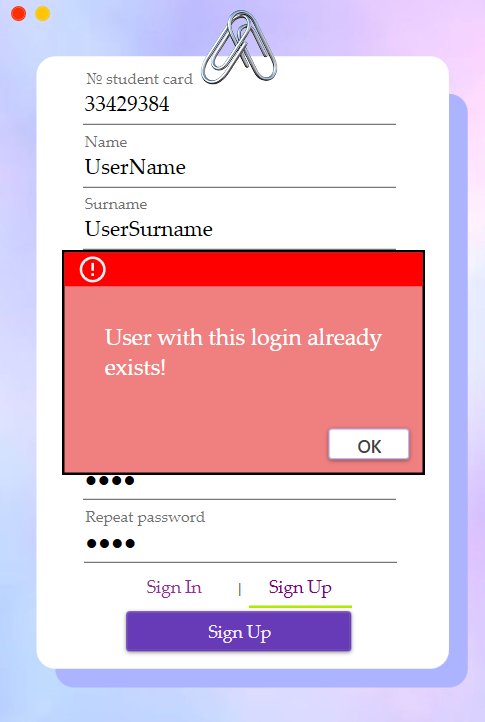 № student card
33429384
Name
UserName
Surname
UserSurname
User with this login already
exists!
OK
●●●●
Repeat password
●●●●
Sign In | Sign Up
Sign Up